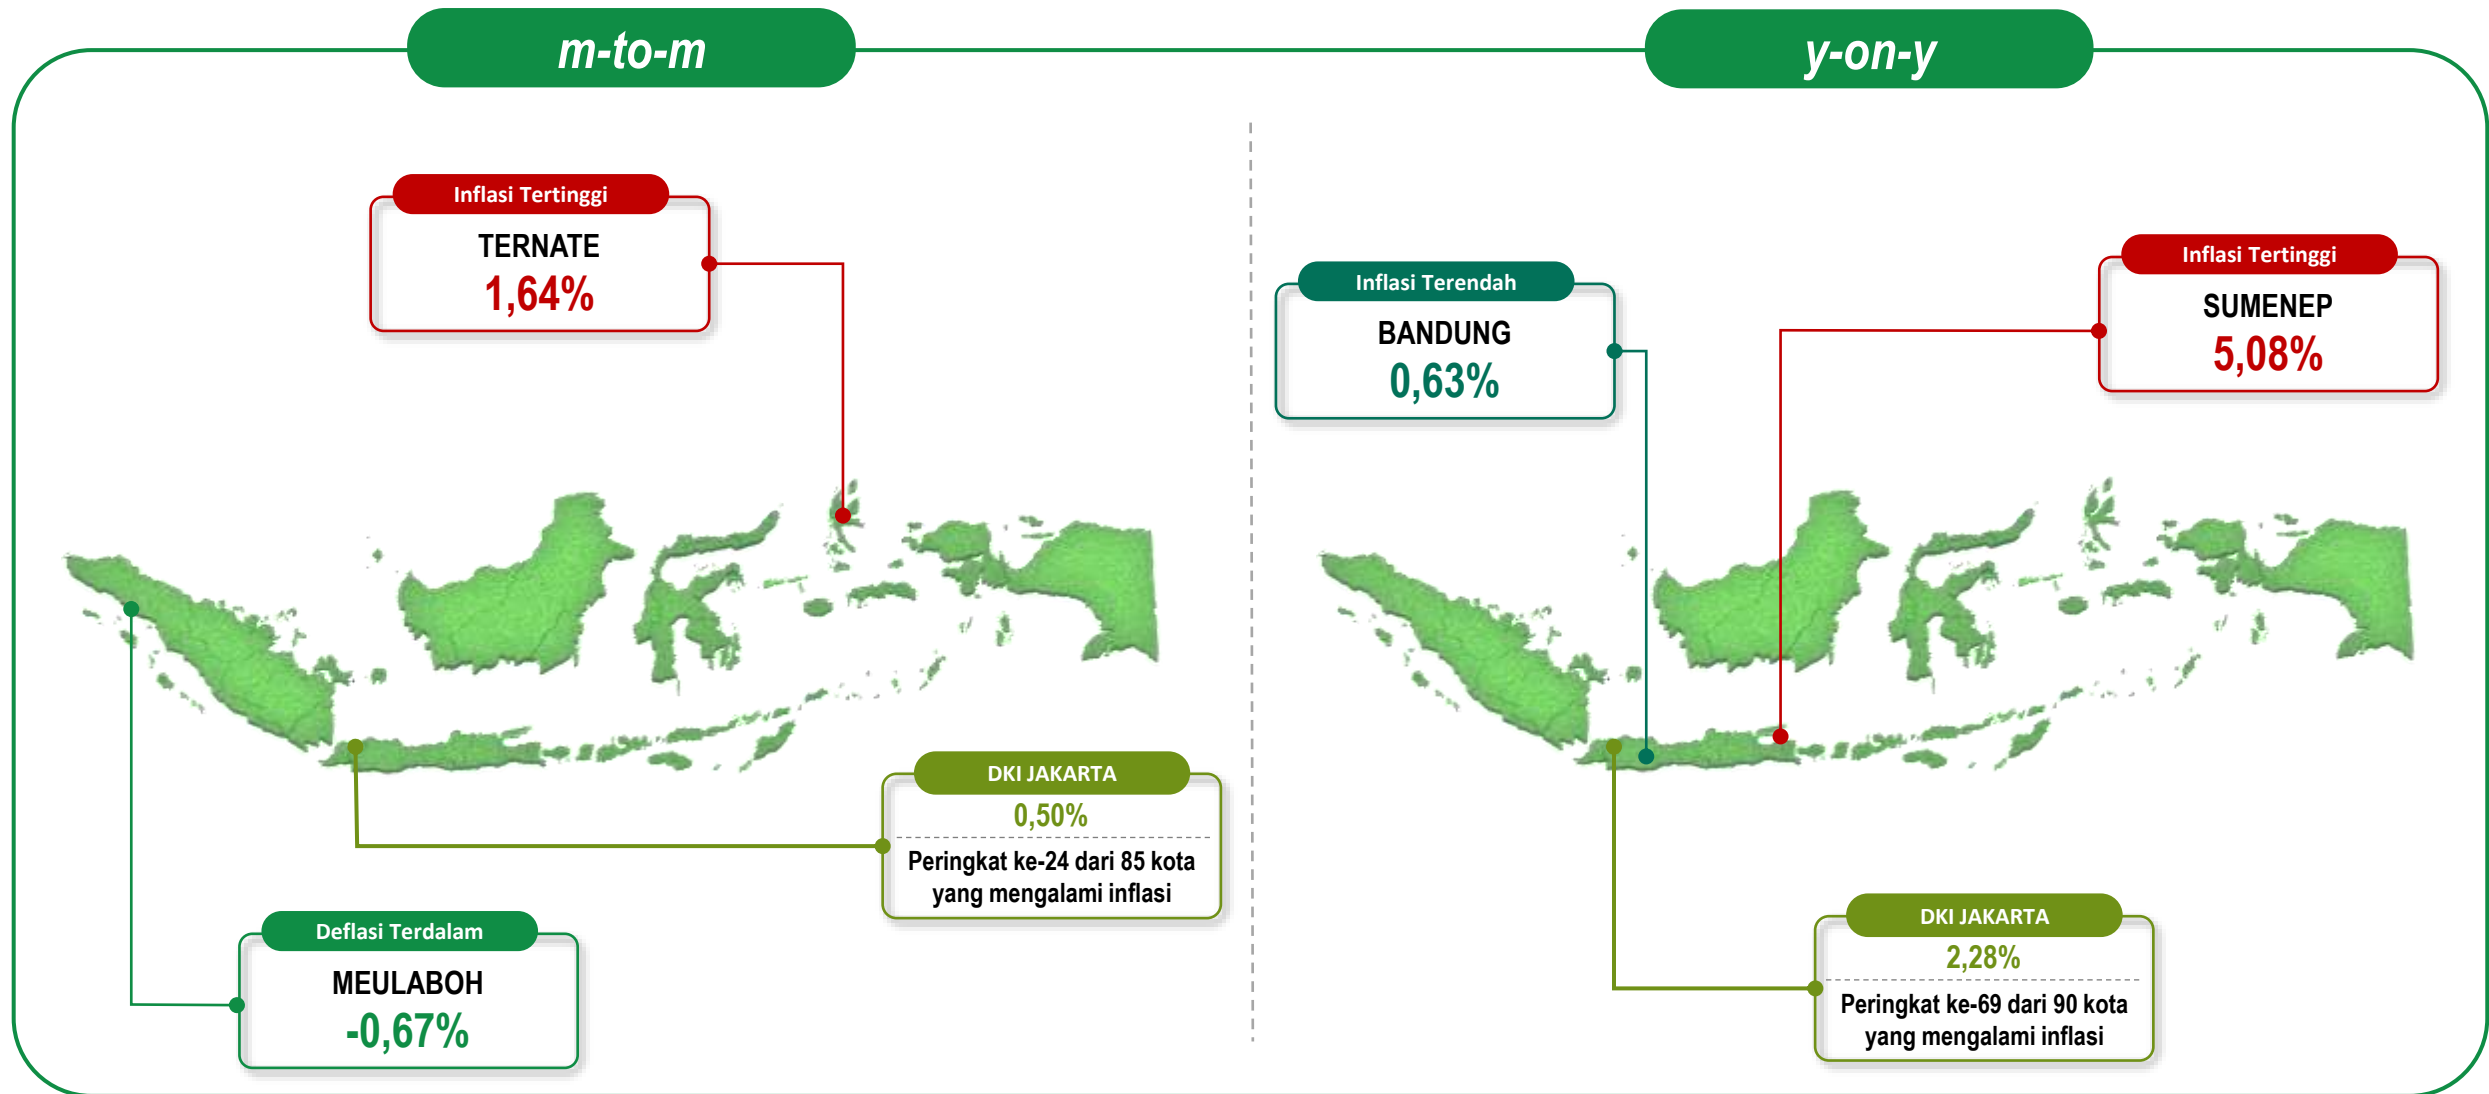 m-to-m
Inflasi Tertinggi
TERNATE
1,64%
DKI JAKARTA
0,50%
Peringkat ke-24 dari 85 kota
yang mengalami inflasi
Deflasi Terdalam
MEULABOH
-0,67%
y-on-y
Inflasi Terendah
BANDUNG
0,63%
Inflasi Tertinggi
SUMENEP
5,08%
DKI JAKARTA
2,28%
Peringkat ke-69 dari 90 kota
yang mengalami inflasi